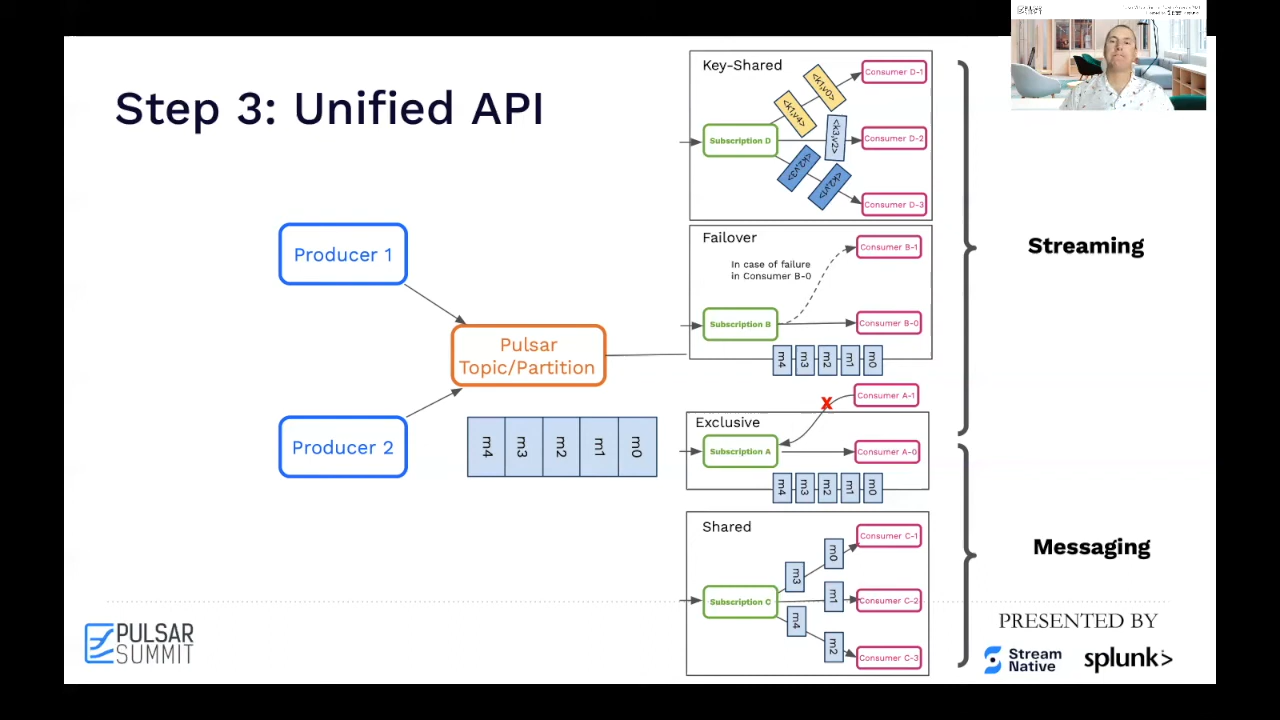 Step 3: Unified API
Producer 1
Producer 2
Pulsar
Topic/Partition
m4
m3
m2
m1
m0
Key-Shared
Subscription D
<k1,v4>
<k1,v0>
<k3,v2>
<k2,v3>
<k2,v1>
Consumer D-1
Consumer D-2
Consumer D-3
Failover
In case of failure
in Consumer B-0
Subscription B
Consumer B-1
Consumer B-0
m4
m3
m2
m1
m0
Consumer A-1
X
Exclusive
Subscription A
Consumer A-0
m4
m3
m2
m1
m0
Shared
Subscription C
m3
m0
m1
m4
m2
Consumer C-1
Consumer C-2
Consumer C-3
Streaming
Messaging
PULSAR
SUMMIT
PRESENTED BY
Stream
Native
splunk>